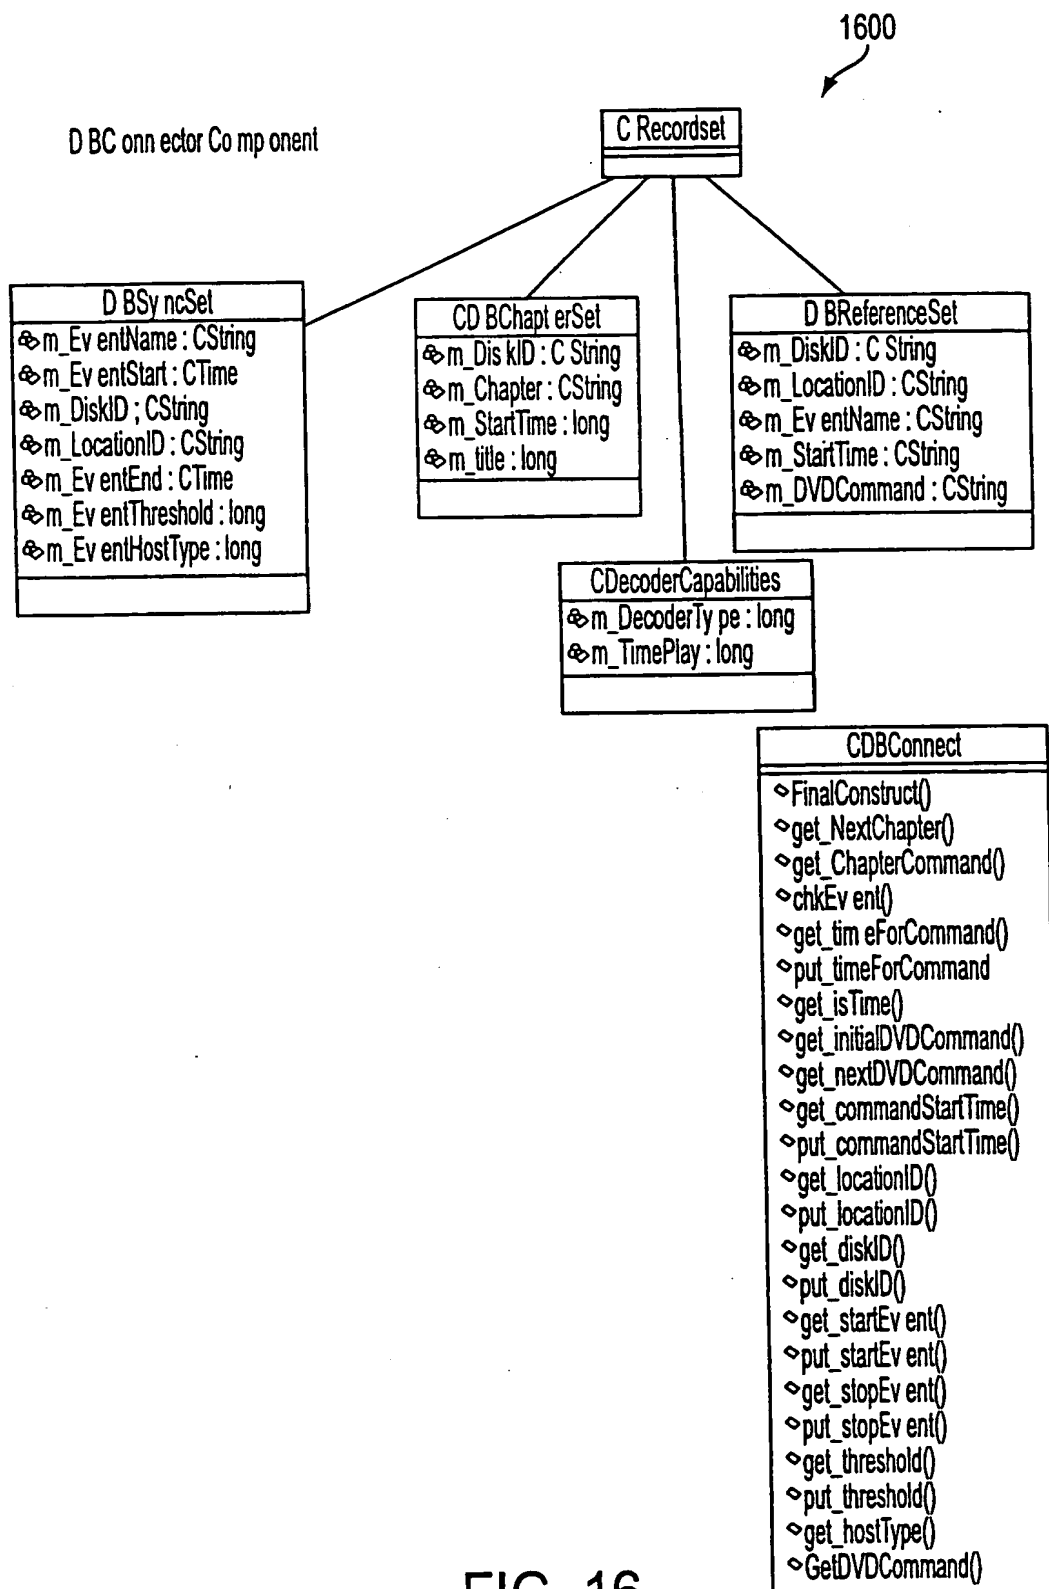 1600
D BC onn ector Co mp onent
C Recordset
D BSy ncSet
m_Ev entName : CString
m_Ev entStart : CTime
m_DiskID ; CString
m_LocationID : CString
m_Ev entEnd : CTime
m_Ev entThreshold : long
m_Ev entHostType : long
CD BChapt erSet
m_Dis kID : C String
m_Chapter : CString
m_StartTime : long
m_title : long
D BReferenceSet
m_DiskID : C String
m_LocationID : CString
m_Ev entName : CString
m_StartTime : CString
m_DVDCommand : CString
CDecoderCapabilities
m_DecoderTy pe : long
m_TimePlay : long
CDBConnect
FinalConstruct()
get_NextChapter()
get_ChapterCommand()
chkEv ent()
get_tim eForCommand()
put_timeForCommand
get_isTime()
get_initialDVDCommand()
get_nextDVDCommand()
get_commandStartTime()
put_commandStartTime()
get_locationID()
put_locationID()
get_diskID()
put_diskID()
get_startEv ent()
put_startEv ent()
get_stopEv ent()
put_stopEv ent()
get_threshold()
put_threshold()
get_hostType()
GetDVDCommand()
FIG. 16